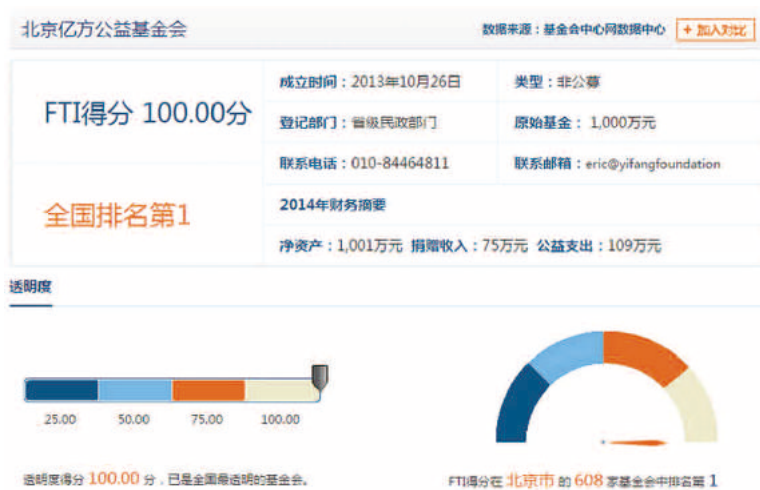 北京亿方公益基金会 数据来源：基金会中心网数据中心 + 加入对比
FTI得分 100.00分
全国排名第1
成立时间：2013年10月26日 类型：非公募
登记部门：省级民政部门 原始基金： 1,000万元
联系电话：010-84464811 联系邮箱：eric@yifangfoundation
2014年财务摘要
净资产：1,001万元 捐赠收入：75万元 公益支出：109万元
透明度
25.00 50.00 75.00 100.00
透明度得分 100.00 分，已是全国最透明的基金会。 FTI得分在 北京市 的 608 家基金会中排名第 1